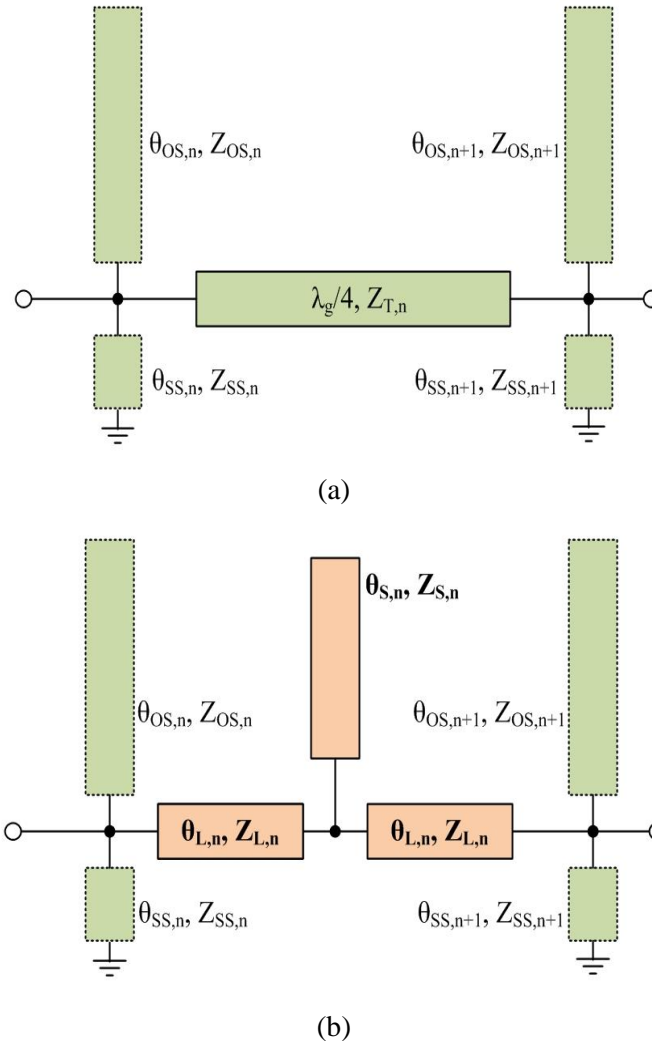 θOS,n, ZOS,n θOS,n+1, ZOS,n+1
λg/4, ZT,n
θSS,n, ZSS,n θSS,n+1, ZSS,n+1
(a)
θS,n, ZS,n
θOS,n, ZOS,n θOS,n+1, ZOS,n+1
θL,n, ZL,n θL,n, ZL,n
θSS,n, ZSS,n θSS,n+1, ZSS,n+1
(b)